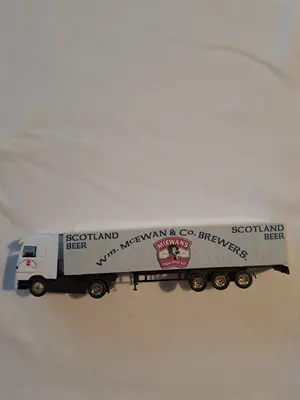 SCOTLAND
BEER
Wm. McEWAN & Co. BREWERS.
McEWAN'S
SCOTLAND
BEER